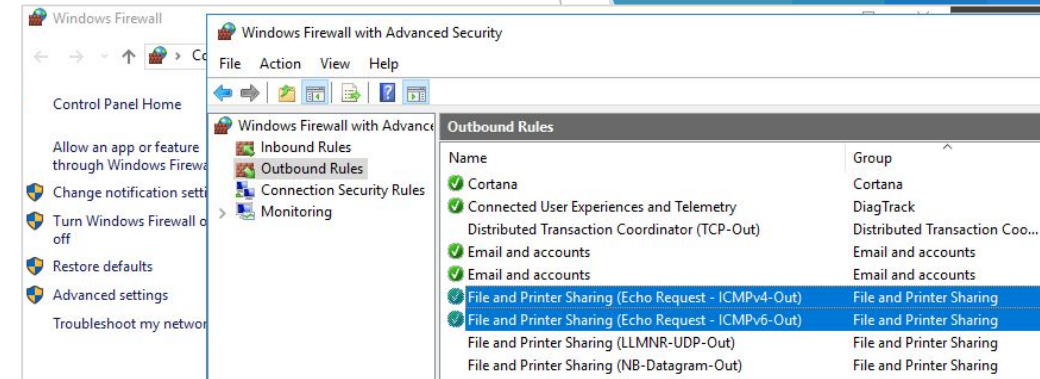 Windows Firewall
Co
Control Panel Home
Allow an app or feature
through Windows Firewa
Change notification setti
Turn Windows Firewall o
off
Restore defaults
Advanced settings
Troubleshoot my networ
Windows Firewall with Advanced Security
File Action View Help
Windows Firewall with Advance
Inbound Rules
Outbound Rules
Connection Security Rules
Monitoring
Outbound Rules
Name Group
Cortana Cortana
Connected User Experiences and Telemetry DiagTrack
Distributed Transaction Coordinator (TCP-Out) Distributed Transaction Coo...
Email and accounts Email and accounts
Email and accounts Email and accounts
File and Printer Sharing (Echo Request - ICMPv4-Out) File and Printer Sharing
File and Printer Sharing (Echo Request - ICMPv6-Out) File and Printer Sharing
File and Printer Sharing (LLMNR-UDP-Out) File and Printer Sharing
File and Printer Sharing (NB-Datagram-Out) File and Printer Sharing